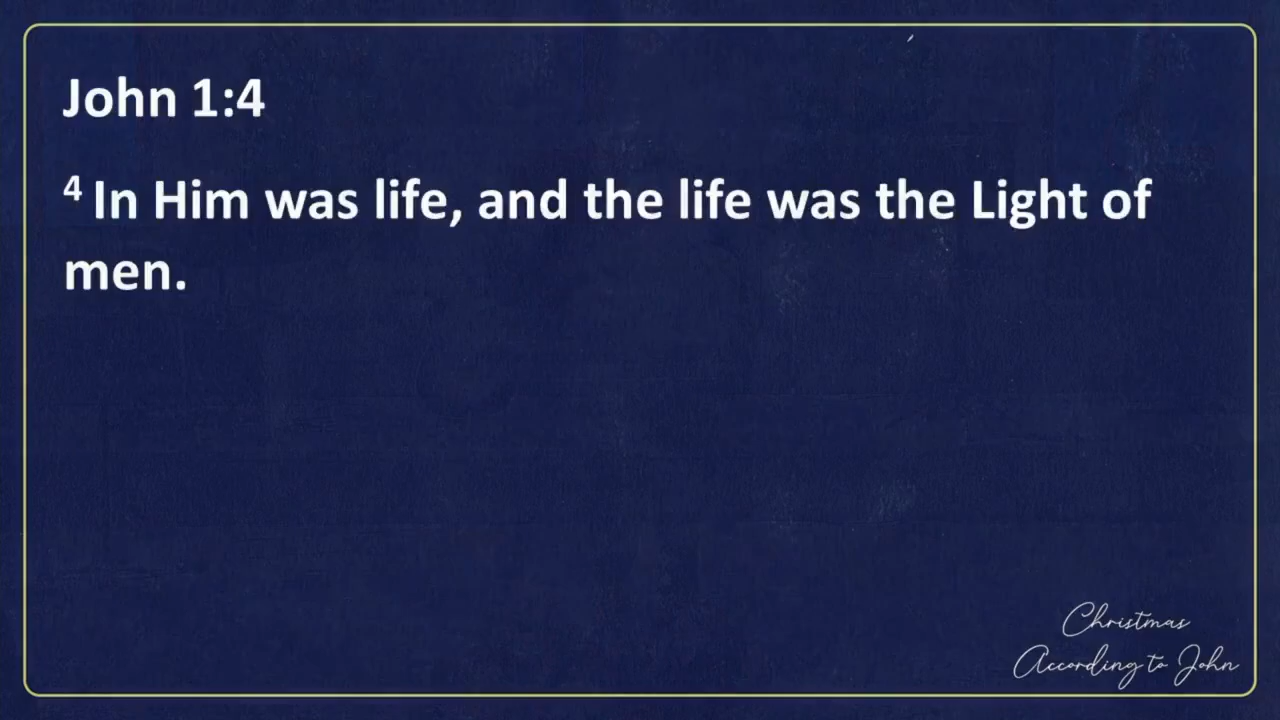 John 1:4
4 In Him was life, and the life was the Light of
men.
Christmas
According to John